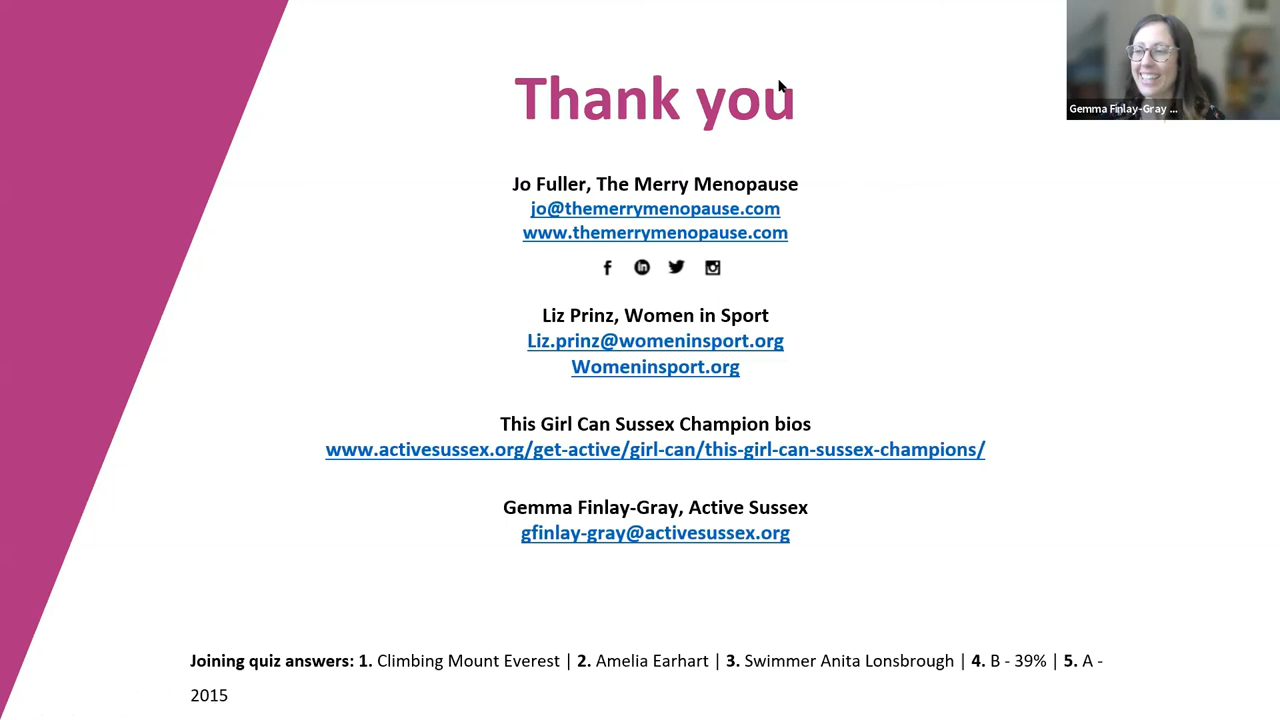 Thank you
Gemma Finlay-Gray ...
Jo Fuller, The Merry Menopause
jo@themerrymenopause.com
www.themerrymenopause.com
Liz Prinz, Women in Sport
Liz.prinz@womeninsport.org
Womeninsport.org
This Girl Can Sussex Champion bios
www.activesussex.org/get-active/girl-can/this-girl-can-sussex-champions/
Gemma Finlay-Gray, Active Sussex
gfinlay-gray@activesussex.org
Joining quiz answers: 1. Climbing Mount Everest | 2. Amelia Earhart | 3. Swimmer Anita Lonsbrough | 4. B - 39% | 5. A -
2015